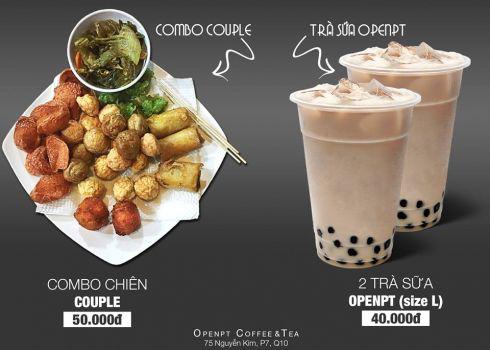 COMBO COUPLE
TRÀ SỮA OPENPT
COMBO CHIÊN
COUPLE
50.000đ
2 TRÀ SỮA
OPENPT (size L)
40.000đ
OPENPT COFFEE & TEA
75 Nguyễn Kim, P7, Q10